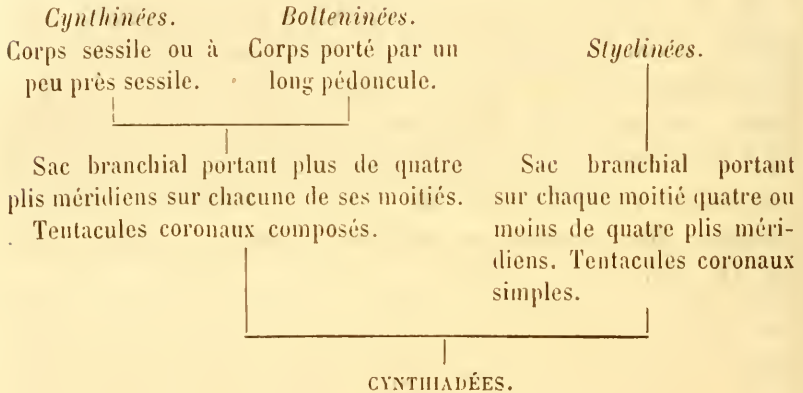 Cynthinées.
Corps sessile ou à
peu près sessile.
Bolteninées.
Corps porté par un
long pédoncule.
Styelinées.
Sac branchial portant plus de quatre
plis méridiens sur chacune de ses moitiés.
Tentacules coronaux composés.
Sac branchial portant
sur chaque moitié quatre ou
moins de quatre plis méri-
diens. Tentacules coronaux
simples.
CYNTHIADÉES.